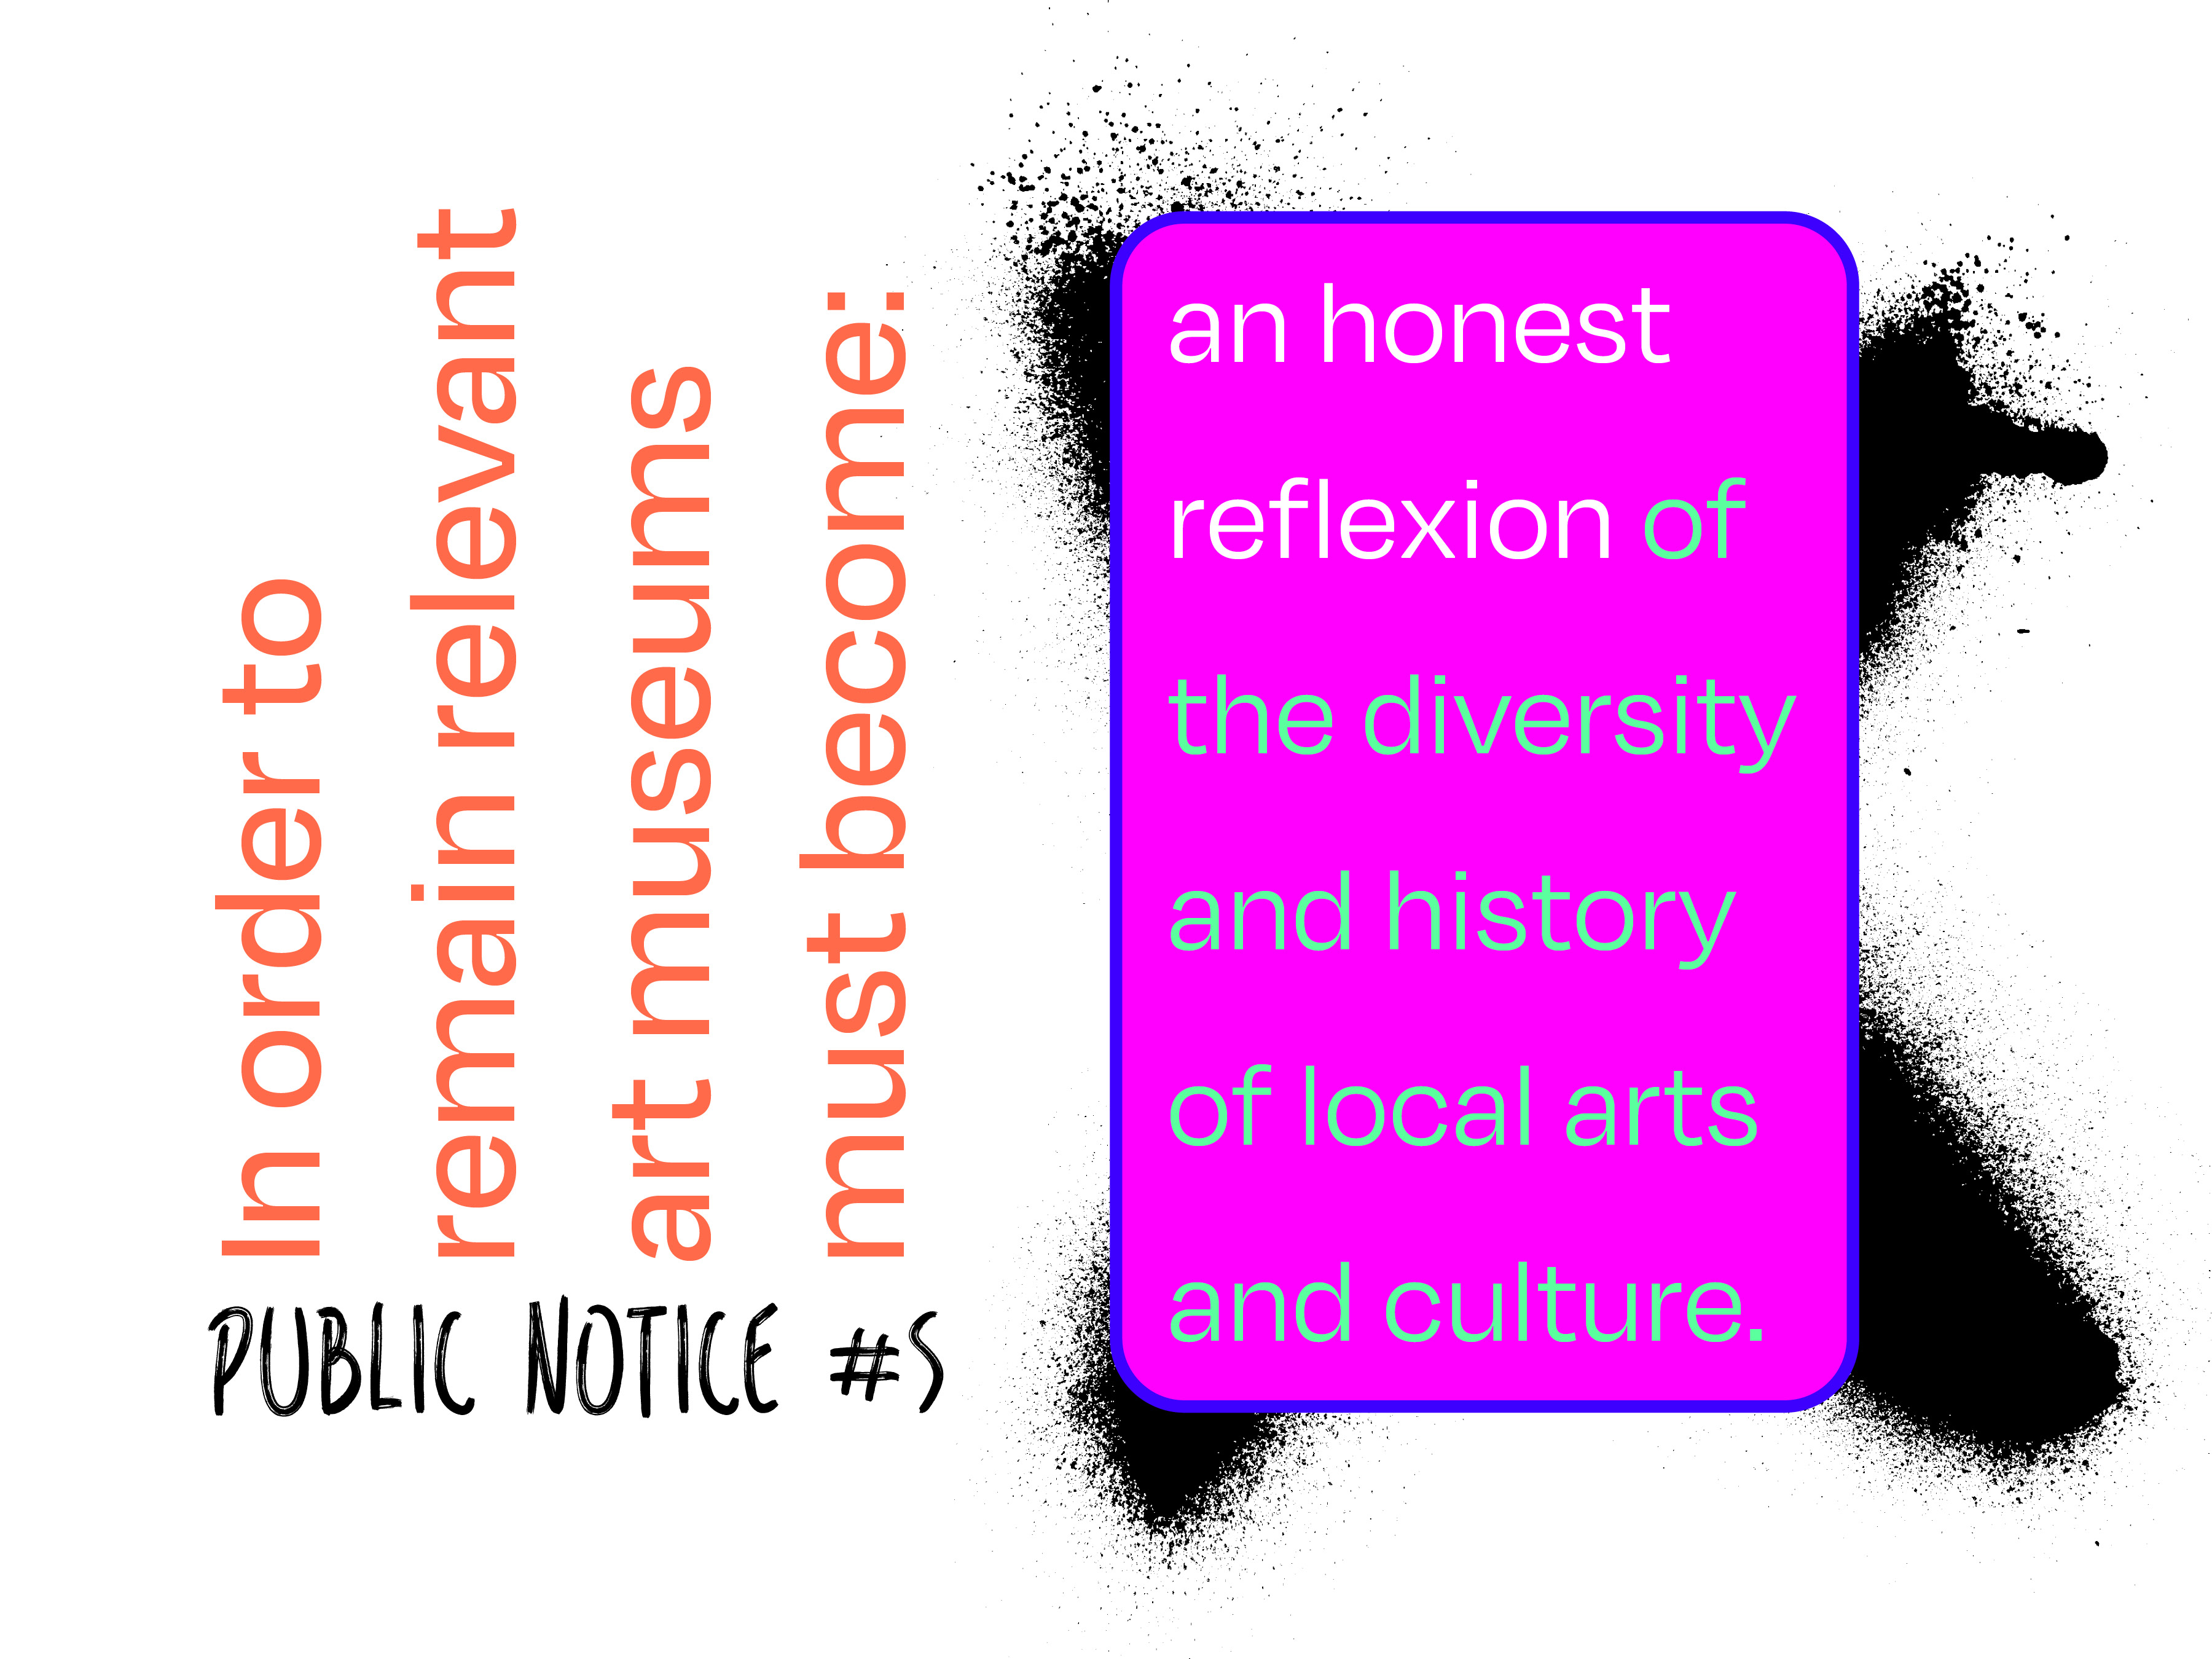 In order to
remain relevant
art museums
must become:
PUBLIC NOTICE #5
an honest
reflexion of
the diversity
and history
of local arts
and culture.